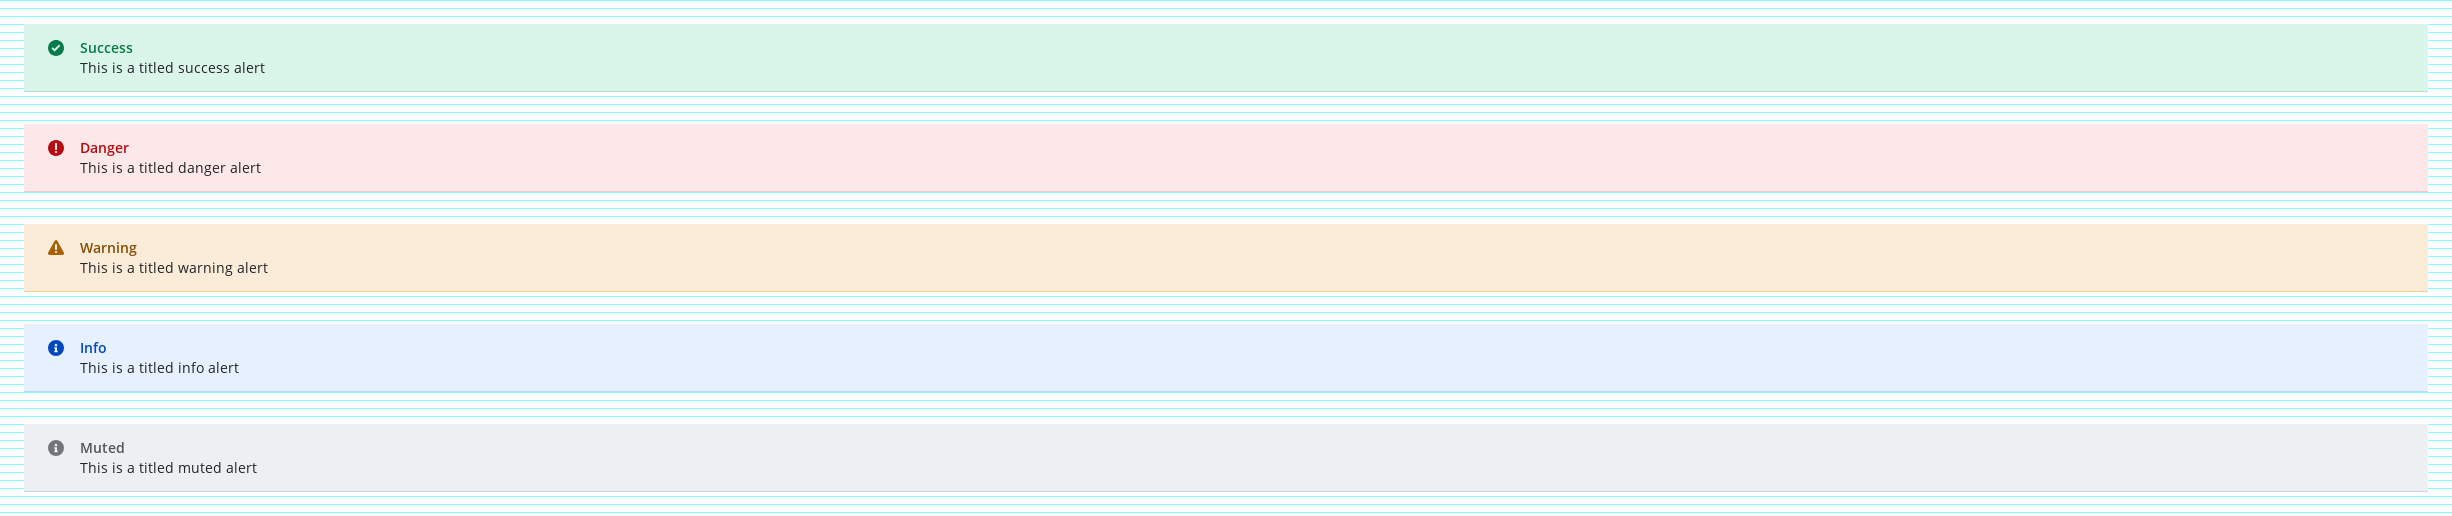 Success
This is a titled success alert
Danger
This is a titled danger alert
Warning
This is a titled warning alert
Info
This is a titled info alert
Muted
This is a titled muted alert